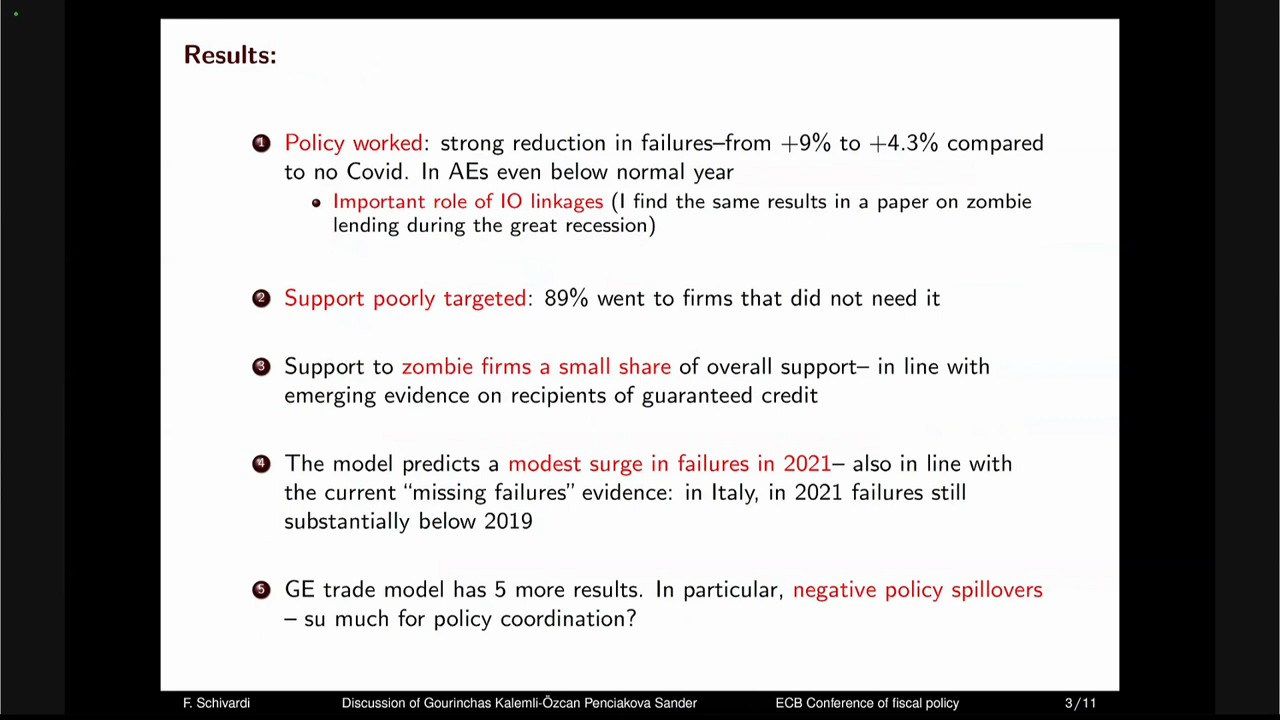 Results:
1 Policy worked: strong reduction in failures–from +9% to +4.3% compared
to no Covid. In AEs even below normal year
• Important role of IO linkages (I find the same results in a paper on zombie
lending during the great recession)
2 Support poorly targeted: 89% went to firms that did not need it
3 Support to zombie firms a small share of overall support– in line with
emerging evidence on recipients of guaranteed credit
4 The model predicts a modest surge in failures in 2021– also in line with
the current “missing failures” evidence: in Italy, in 2021 failures still
substantially below 2019
5 GE trade model has 5 more results. In particular, negative policy spillovers
– su much for policy coordination?
F. Schivardi Discussion of Gourinchas Kalemli-Özcan Penciakova Sander ECB Conference of fiscal policy 3 / 11